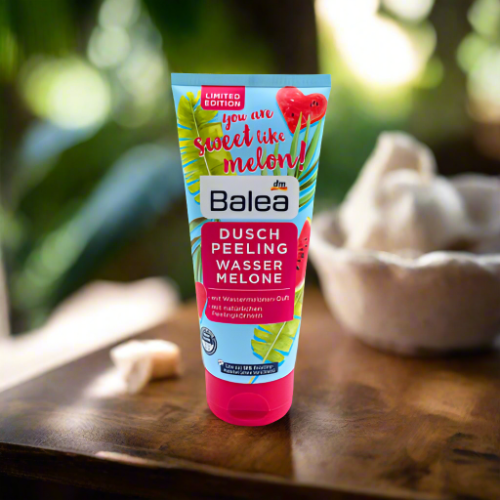 LIMITED
EDITION
you are
sweet like
melon!
dm
Balea
DUSCH
PEELING
WASSER
MELONE
mit Wassermelonen-Duft
mit natürlichen
Peelingkörnern